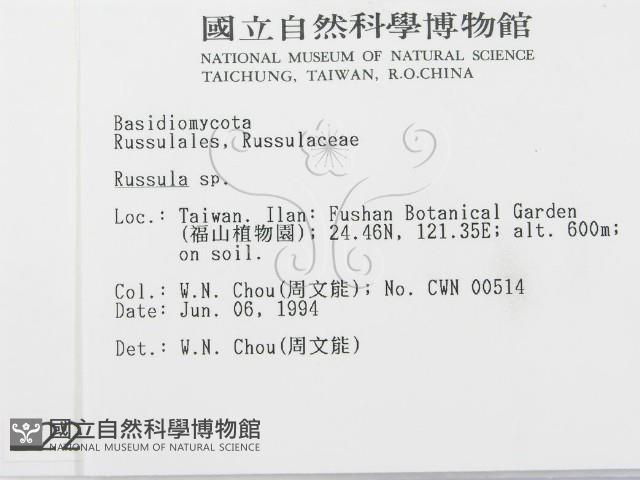 國立自然科學博物館
NATIONAL MUSEUM OF NATURAL SCIENCE
TAICHUNG, TAIWAN, R.O.CHINA
Basidiomycota
Russulales, Russulaceae
Russula sp.
Loc.: Taiwan. Ilan: Fushan Botanical Garden
(福山植物園); 24.46N, 121.35E; alt. 600m;
on soil.
Col.: W.N. Chou(周文能); No. CWN 00514
Date: Jun. 06, 1994
Det.: W.N. Chou(周文能)
國立自然科學博物館
NATIONAL MUSEUM OF NATURAL SCIENCE